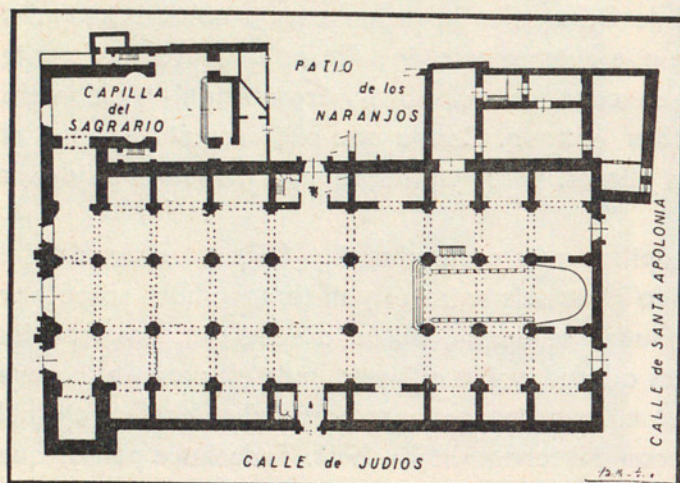 CAPILLA
del
SAGRARIO
PATIO
de los
NARANJOS
CALLE de SANTA APOLONIA
CALLE de JUDIOS